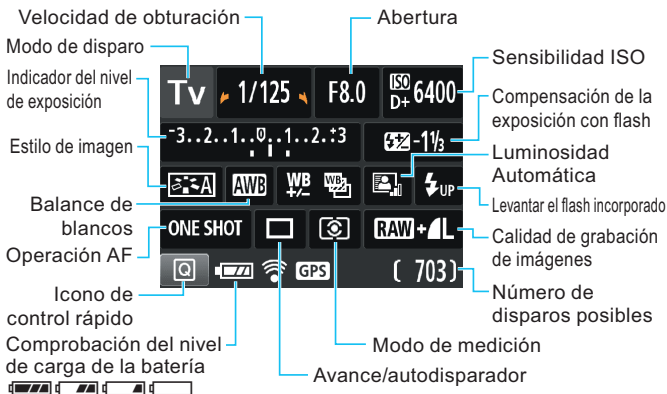 Velocidad de obturación
Abertura
Modo de disparo
Sensibilidad ISO
Indicador del nivel
de exposición
Tv 1/125 F8.0 ISO D+ 6400
Compensación de la
exposición con flash
-3..2..1..0..1..2.+3 -1⅓
Estilo de imagen
Luminosidad
Automática
A AWB WB +/- WB UP
Levantar el flash incorporado
Balance de
blancos
ONE SHOT RAW+L
Calidad de grabación
de imágenes
Operación AF
Q GPS ( 703)
Icono de
control rápido
Número de
disparos posibles
Comprobación del nivel
de carga de la batería
Modo de medición
Avance/autodisparador